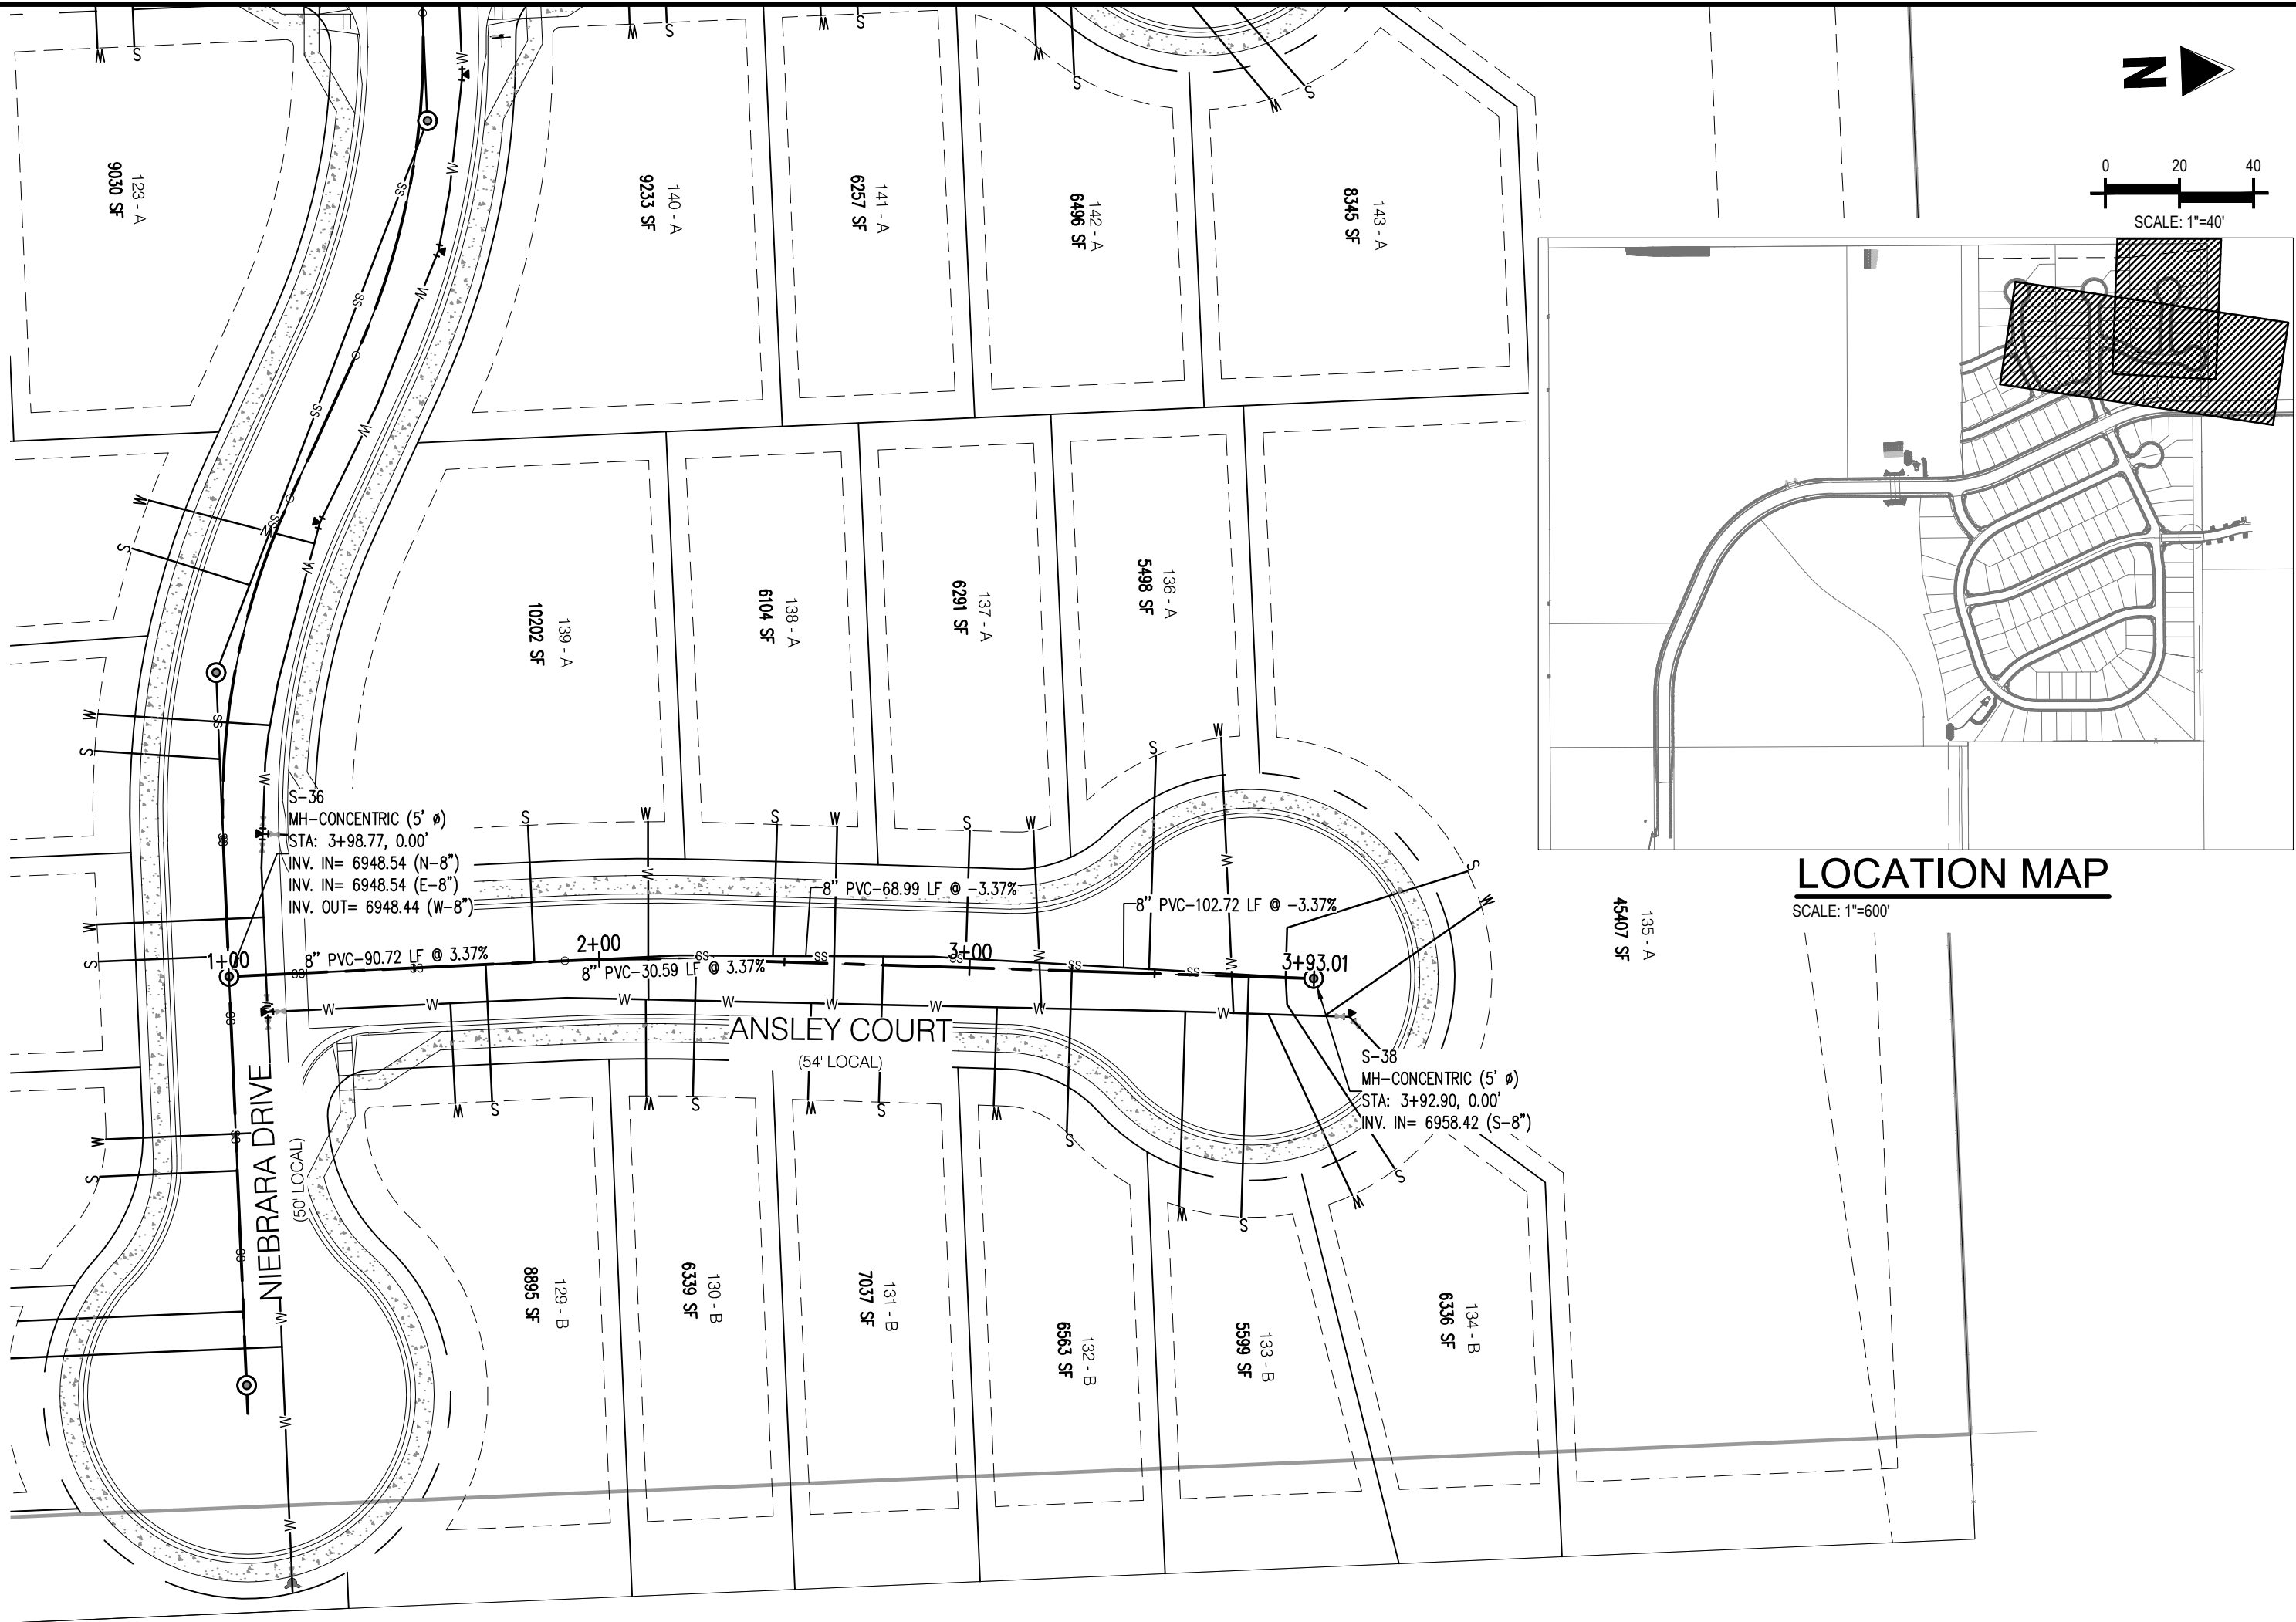 N
0 20 40
SCALE: 1"=40'
W S
W S
W S
W S
W S
123 - A
9030 SF
140 - A
9233 SF
141 - A
6257 SF
142 - A
6496 SF
143 - A
8345 SF
139 - A
10202 SF
138 - A
6104 SF
137 - A
6291 SF
136 - A
5498 SF
135 - A
45407 SF
LOCATION MAP
SCALE: 1"=600'
S-36
MH-CONCENTRIC (5' ø)
STA: 3+98.77, 0.00'
INV. IN= 6948.54 (N-8")
INV. IN= 6948.54 (E-8")
INV. OUT= 6948.44 (W-8")
8" PVC-68.99 LF @ -3.37%
8" PVC-102.72 LF @ -3.37%
1+00
8" PVC-90.72 LF @ 3.37%
2+00
8" PVC-30.59 LF @ 3.37%
3+00
3+93.01
ANSLEY COURT
(54' LOCAL)
S-38
MH-CONCENTRIC (5' ø)
STA: 3+92.90, 0.00'
INV. IN= 6958.42 (S-8")
NIEBRARA DRIVE
(50' LOCAL)
129 - B
8895 SF
130 - B
6339 SF
131 - B
7037 SF
132 - B
6563 SF
133 - B
5599 SF
134 - B
6336 SF